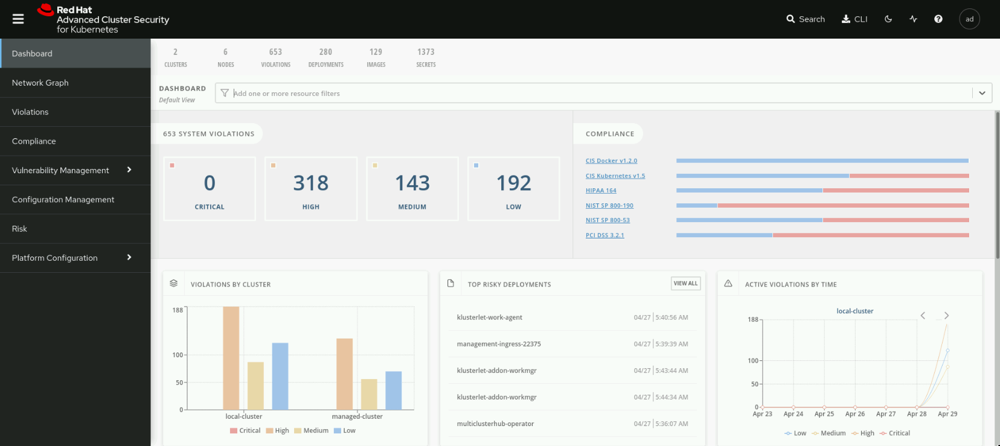 Red Hat
Advanced Cluster Security
for Kubernetes
Search
CLI
ad
Dashboard
Network Graph
Violations
Compliance
Vulnerability Management
Configuration Management
Risk
Platform Configuration
2 6 653 280 129 1373
CLUSTERS NODES VIOLATIONS DEPLOYMENTS IMAGES SECRETS
DASHBOARD
Default View
Add one or more resource filters
653 SYSTEM VIOLATIONS
0 318 143 192
CRITICAL HIGH MEDIUM LOW
COMPLIANCE
CIS Docker v1.2.0
CIS Kubernetes v1.5
HIPAA 164
NIST SP 800-190
NIST SP 800-53
PCI DSS 3.2.1
VIOLATIONS BY CLUSTER
188
100
50
0
local-cluster managed-cluster
Critical High Medium Low
TOP RISKY DEPLOYMENTS VIEW ALL
klusterlet-work-agent 04/27 | 5:40:56 AM
management-ingress-22375 04/27 | 5:39:39 AM
klusterlet-addon-workmgr 04/27 | 5:43:44 AM
klusterlet-addon-workmgr 04/27 | 5:44:34 AM
multiclusterhub-operator 04/27 | 5:36:07 AM
ACTIVE VIOLATIONS BY TIME
local-cluster
188
100
50
0
Apr 23 Apr 24 Apr 25 Apr 26 Apr 27 Apr 28 Apr 29
Low Medium High Critical